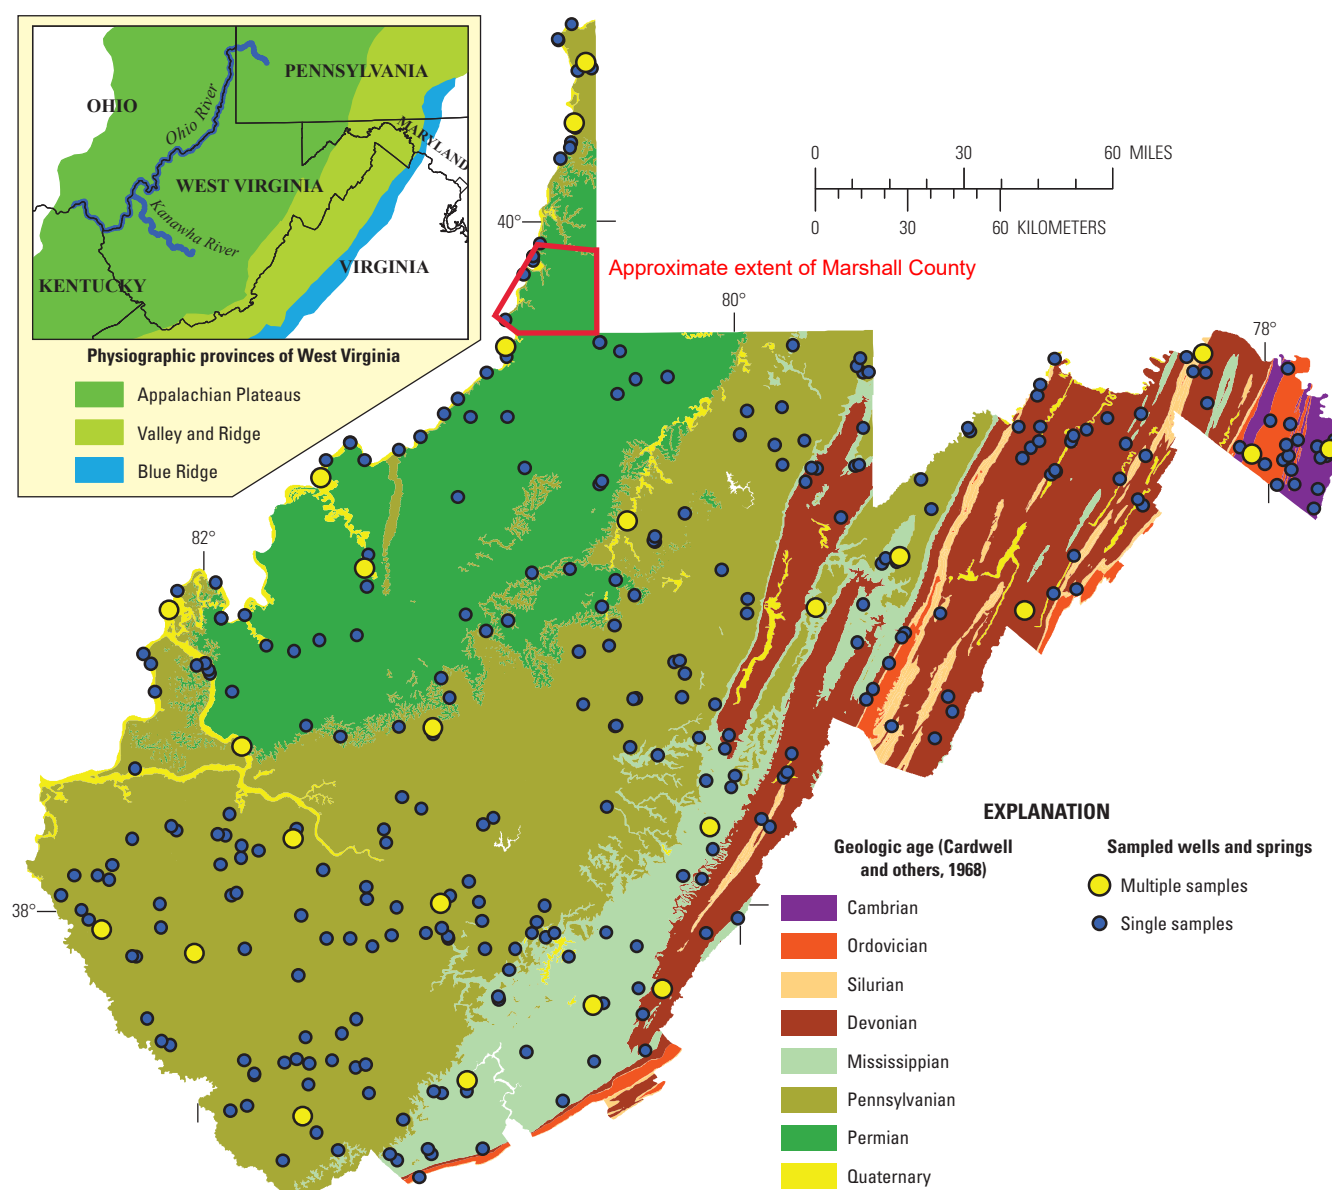 PENNSYLVANIA
OHIO
Ohio River
MARYLAND
WEST VIRGINIA
Kanawha River
VIRGINIA
KENTUCKY
Physiographic provinces of West Virginia
Appalachian Plateaus
Valley and Ridge
Blue Ridge
0 30 60 MILES
0 30 60 KILOMETERS
40°
Approximate extent of Marshall County
80°
78°
82°
38°
EXPLANATION
Geologic age (Cardwell
and others, 1968)
Cambrian
Ordovician
Silurian
Devonian
Mississippian
Pennsylvanian
Permian
Quaternary
Sampled wells and springs
Multiple samples
Single samples